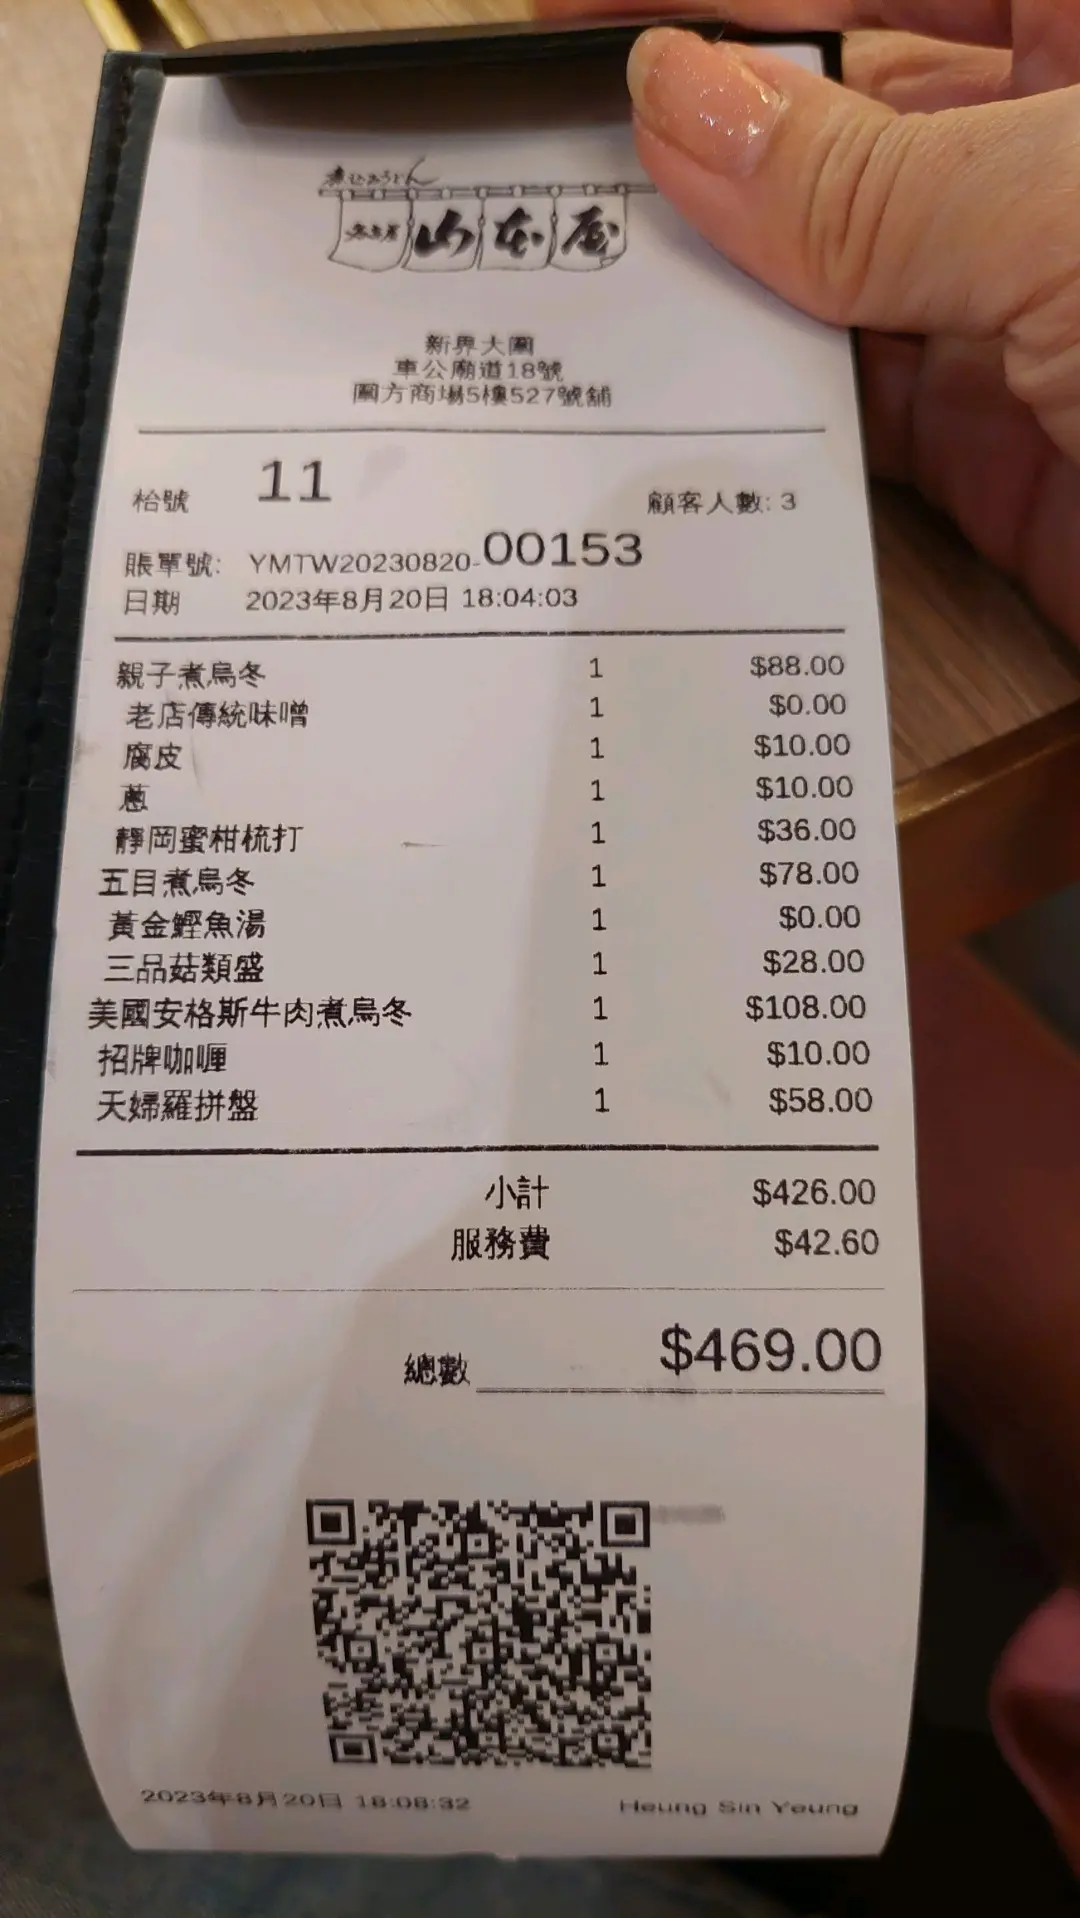 煮込みうどん
山本屋
新界大圍
車公廟道18號
圍方商場5樓527號舖
枱號 11 顧客人數: 3
賬單號: YMTW20230820-00153
日期 2023年8月20日 18:04:03
親子煮烏冬 1 $88.00
老店傳統味噌 1 $0.00
腐皮 1 $10.00
蔥 1 $10.00
靜岡蜜柑梳打 1 $36.00
五目煮烏冬 1 $78.00
黃金鰹魚湯 1 $0.00
三品菇類盛 1 $28.00
美國安格斯牛肉煮烏冬 1 $108.00
招牌咖喱 1 $10.00
天婦羅拼盤 1 $58.00
小計 $426.00
服務費 $42.60
總數 $469.00
2023年8月20日 18:08:32 Heung Sin Yeung